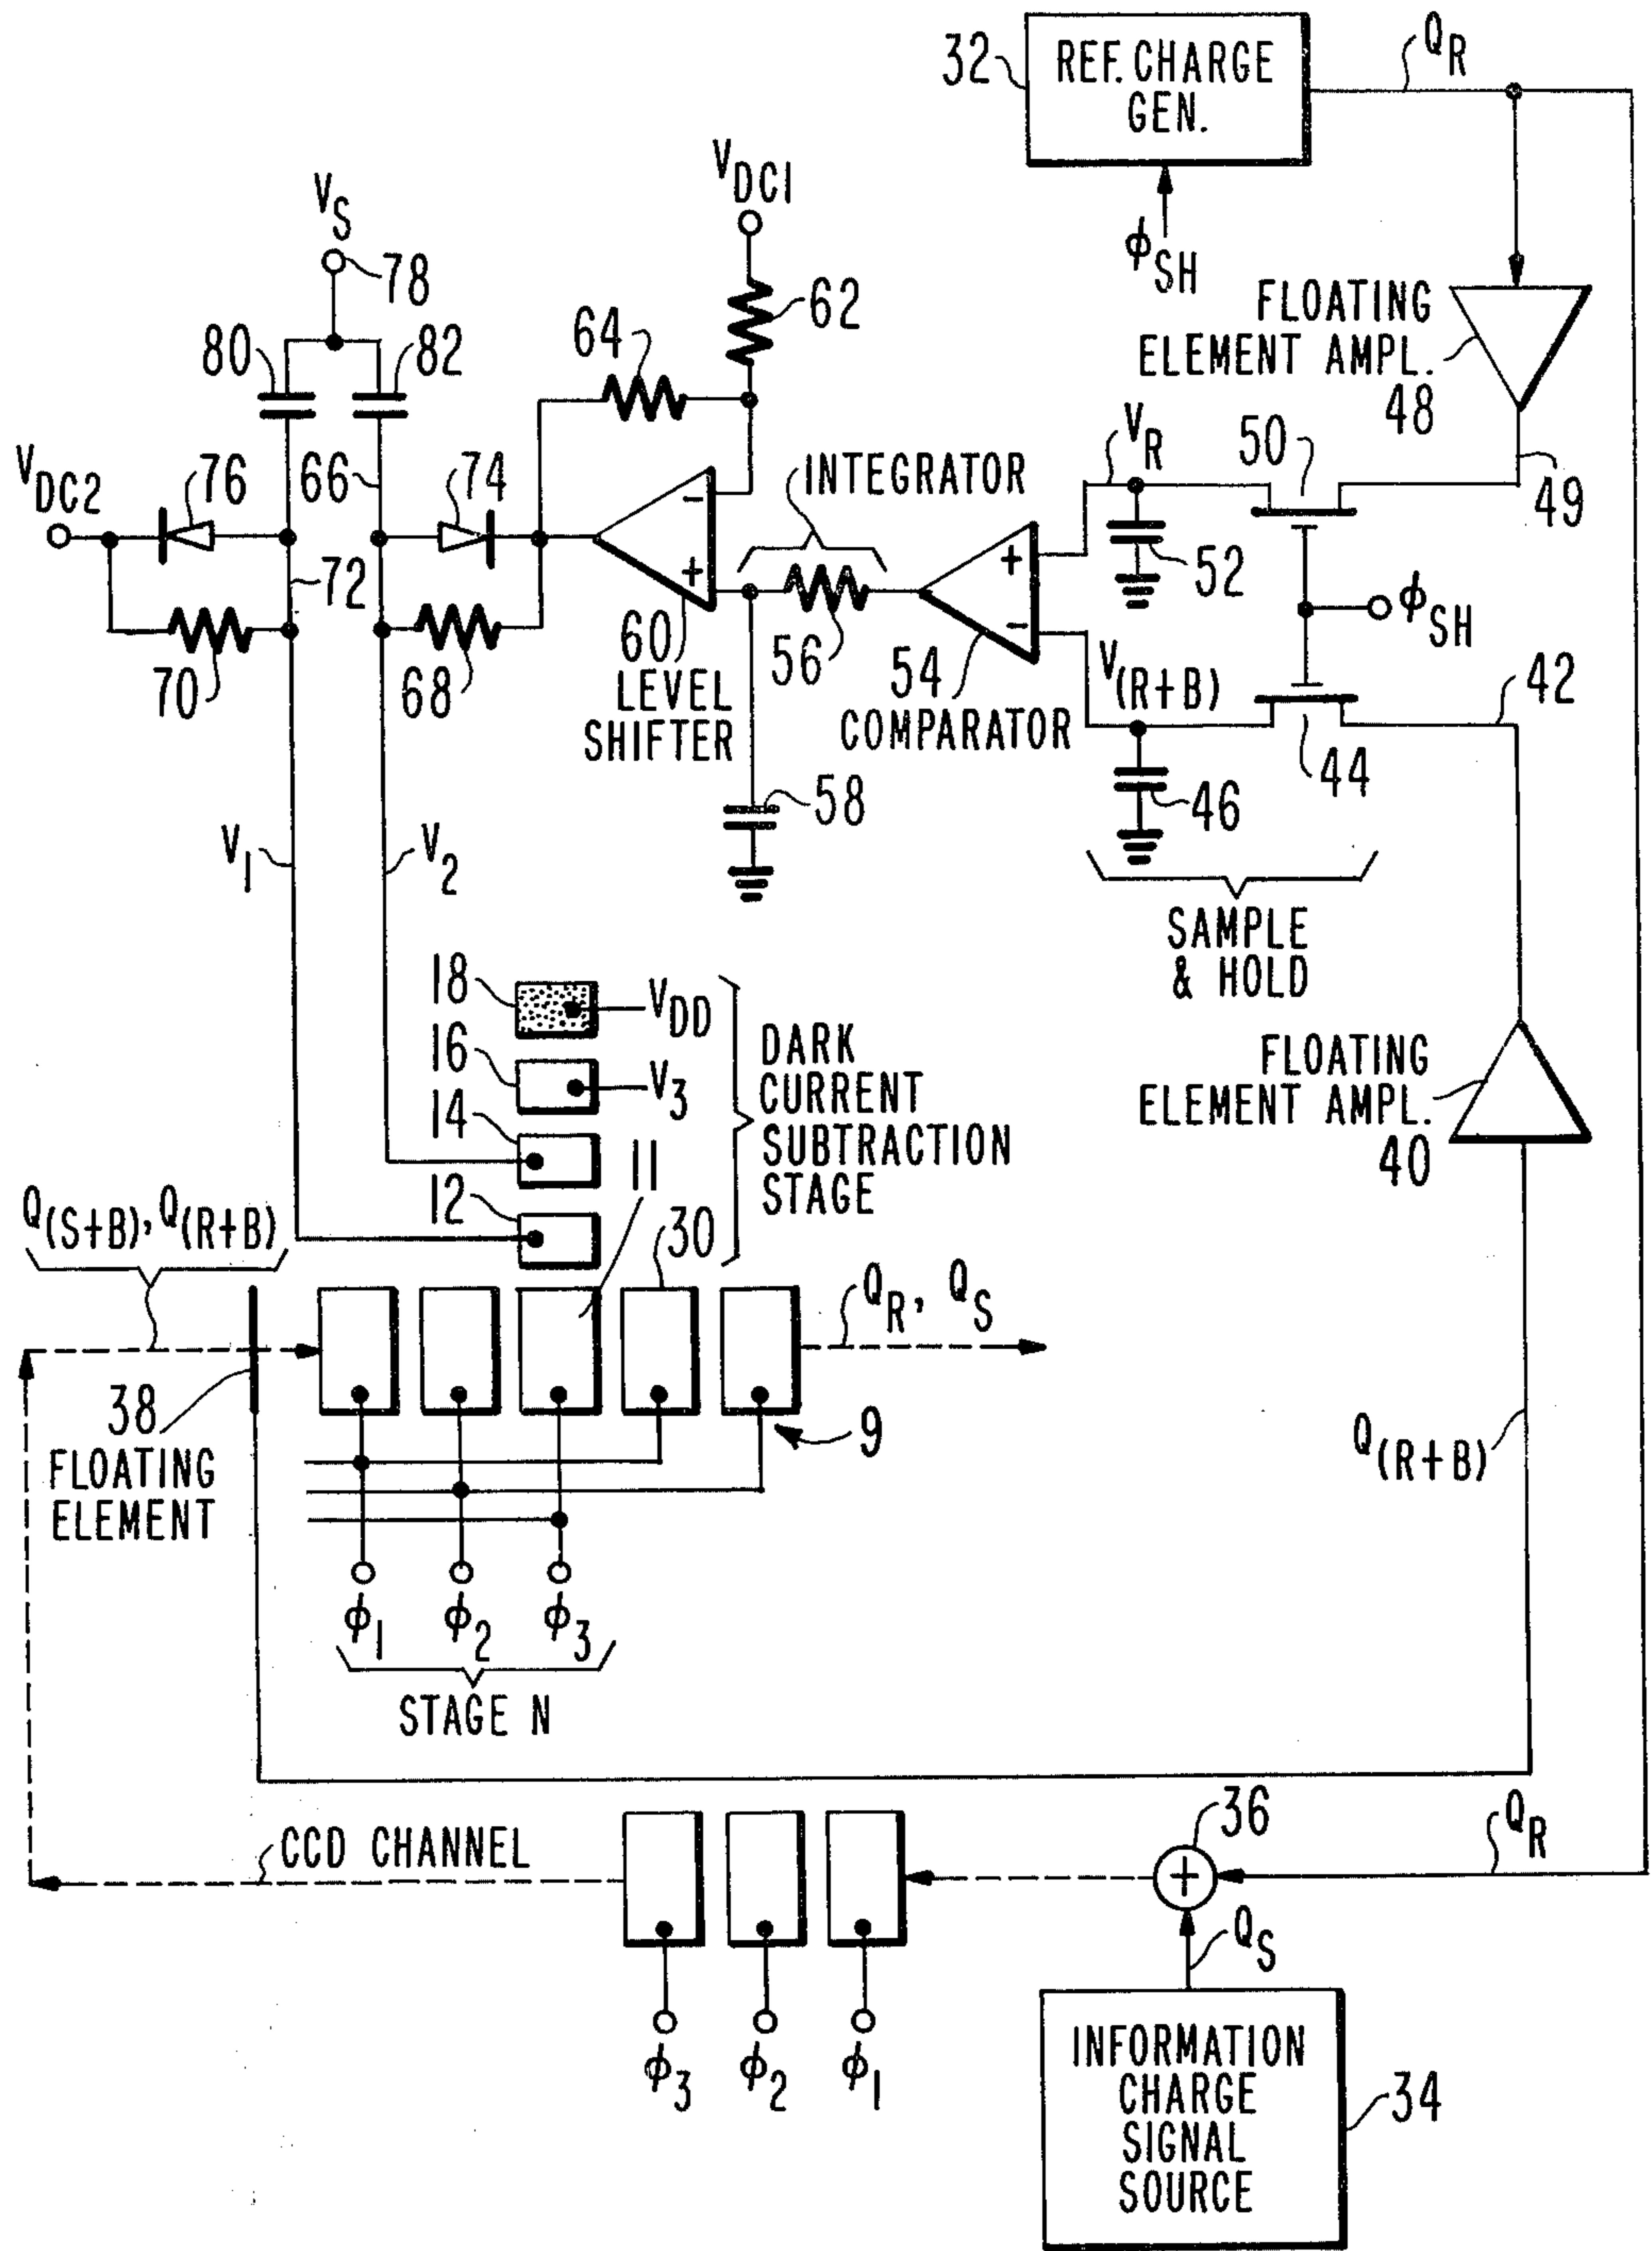 32
REF. CHARGE
GEN.
Q_R
ϕ_SH
V_DC1
V_S
78
80
82
64
62
FLOATING
ELEMENT AMPL.
48
V_DC2
76
66
74
72
70
68
INTEGRATOR
V_R
50
49
52
ϕ_SH
-
+
60
LEVEL
SHIFTER
56
+
-
54
COMPARATOR
V_(R+B)
42
44
46
58
SAMPLE
& HOLD
V_1
V_2
18
V_DD
16
V_3
14
11
12
30
DARK
CURRENT
SUBTRACTION
STAGE
FLOATING
ELEMENT AMPL.
40
Q_(S+B), Q_(R+B)
Q_R, Q_S
38
FLOATING
ELEMENT
9
Q_(R+B)
ϕ_1
ϕ_2
ϕ_3
STAGE N
CCD CHANNEL
36
+
Q_R
Q_S
ϕ_3
ϕ_2
ϕ_1
INFORMATION
CHARGE
SIGNAL
SOURCE
34